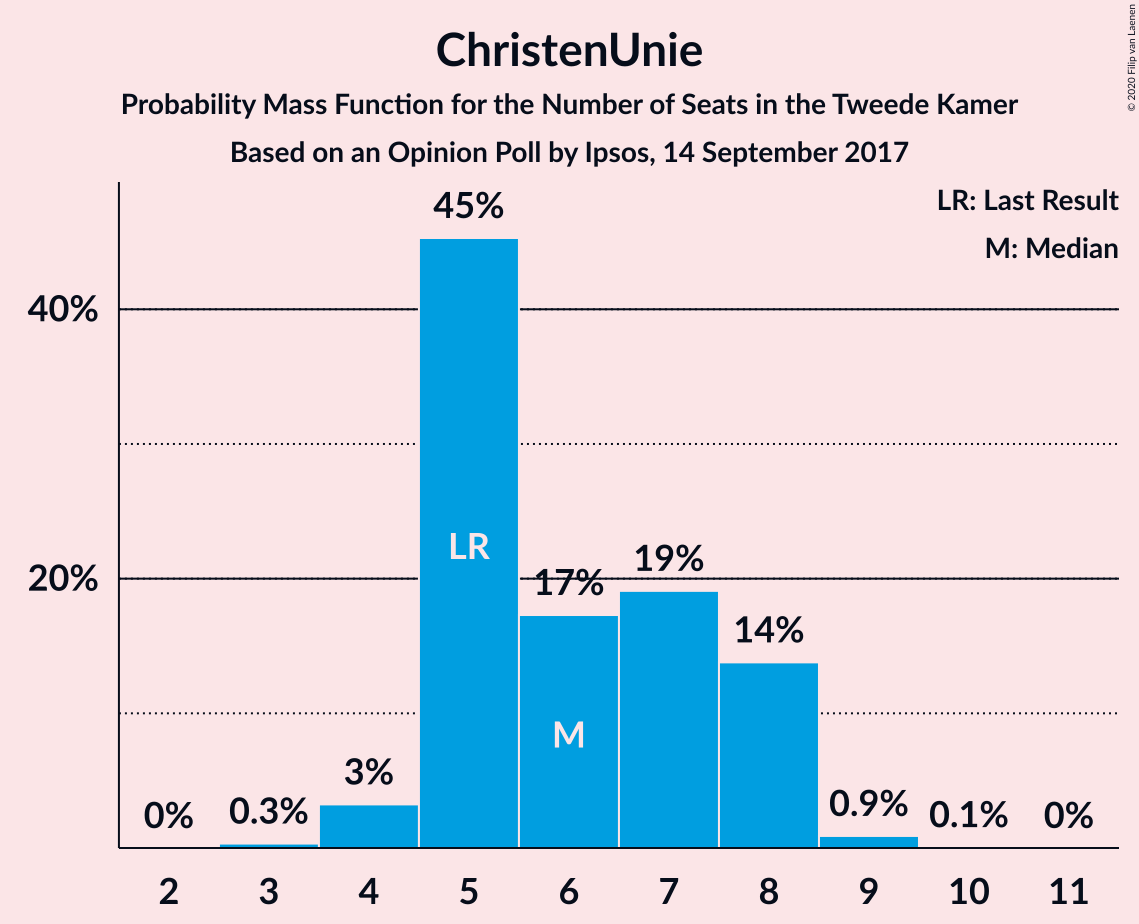 ChristenUnie
Probability Mass Function for the Number of Seats in the Tweede Kamer
Based on an Opinion Poll by Ipsos, 14 September 2017
© 2020 Filip van Laenen
LR: Last Result
M: Median
40%
20%
0%
0.3%
3%
45%
17%
19%
14%
0.9%
0.1%
0%
LR
M
2 3 4 5 6 7 8 9 10 11